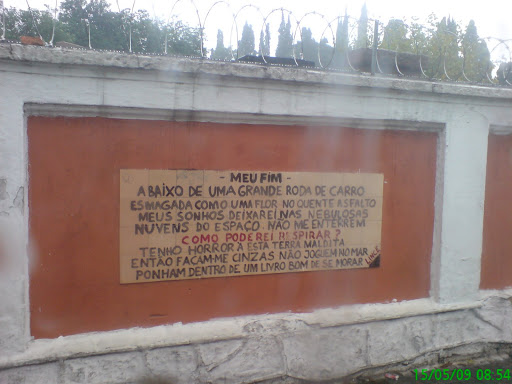 - MEU FIM -
A BAIXO DE UMA GRANDE RODA DE CARRO
ESMAGADA COMO UMA FLOR NO QUENTE ASFALTO
MEUS SONHOS DEIXAREI NAS NEBULOSAS
NUVENS DO ESPAÇO. NÃO ME ENTERREM
COMO PODEREI RESPIRAR?
TENHO HORROR A ESTA TERRA MALDITA
ENTÃO FAÇAM-ME CINZAS NÃO JOGUEM NO MAR
PONHAM DENTRO DE UM LIVRO BOM DE SE MORAR
15/05/09 08:54